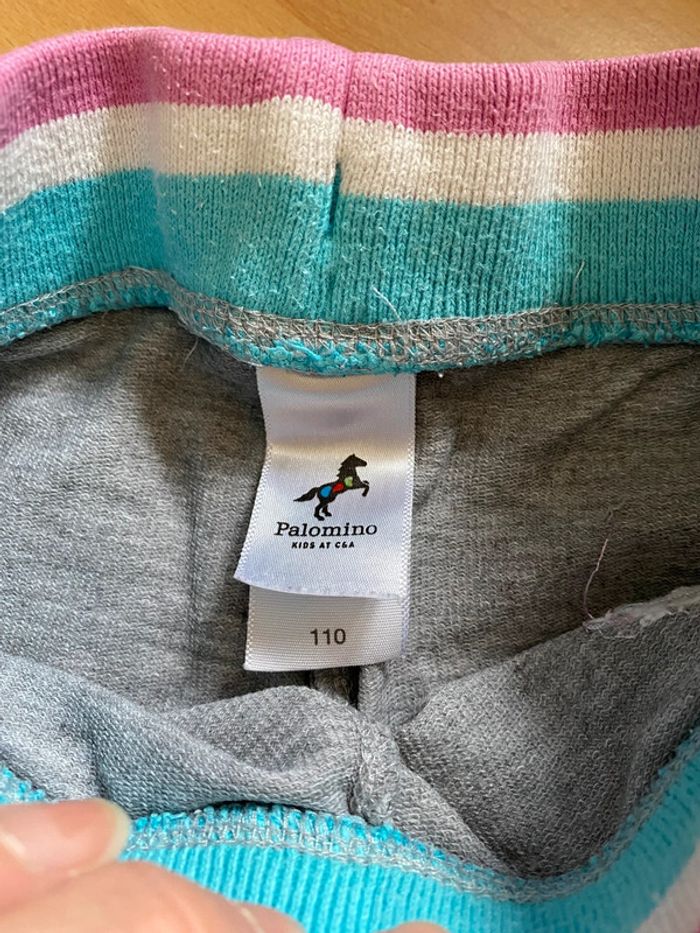 Palomino
KIDS AT C&A
110